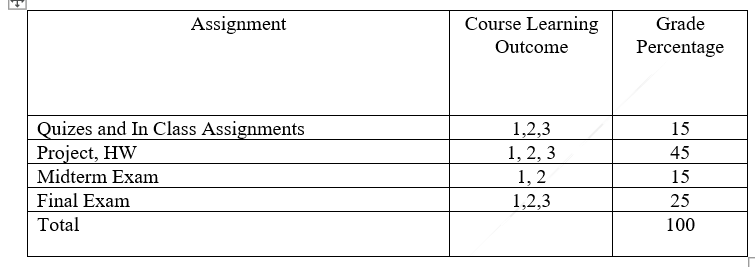 Assignment Course Learning Grade
Outcome Percentage
Quizes and In Class Assignments 1,2,3 15
Project, HW 1, 2, 3 45
Midterm Exam 1, 2 15
Final Exam 1,2,3 25
Total 100